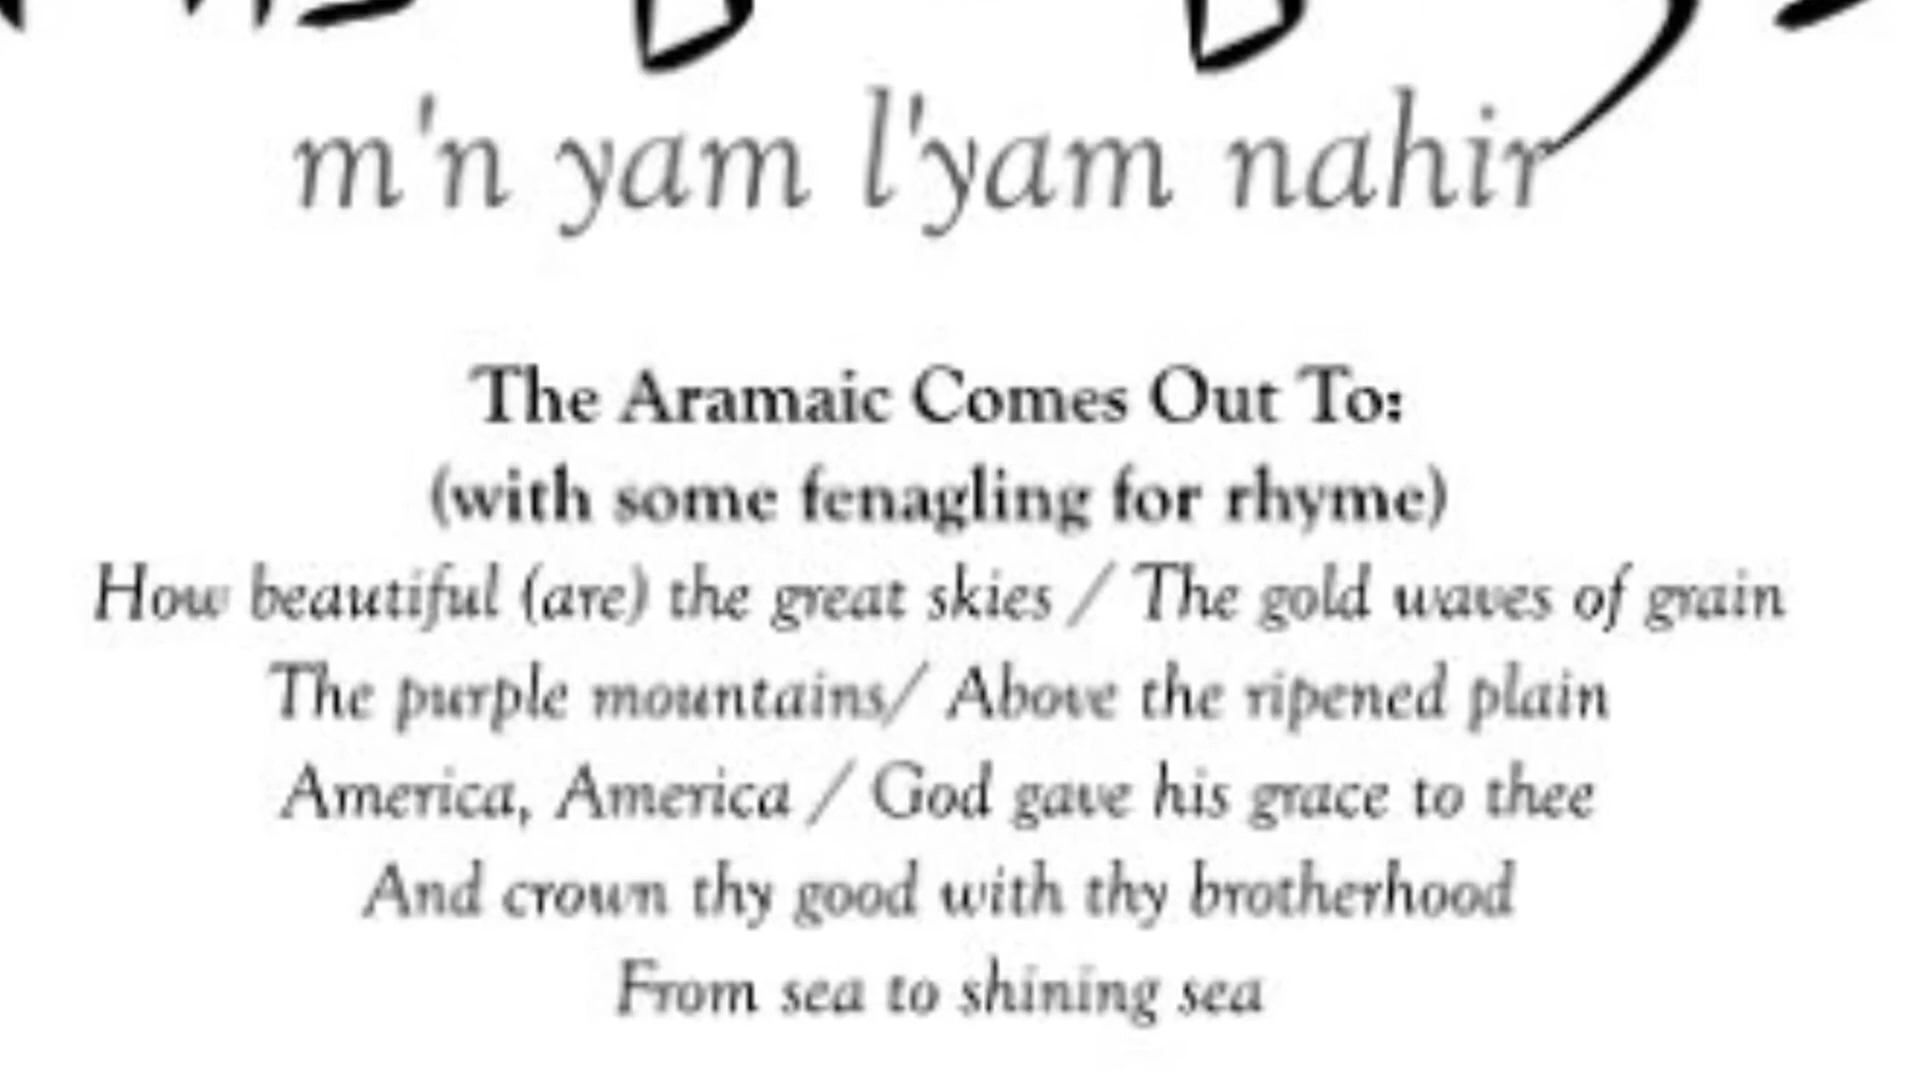 m'n yam l'yam nahir
The Aramaic Comes Out To:
(with some fenagling for rhyme)
How beautiful (are) the great skies / The gold waves of grain
The purple mountains/ Above the ripened plain
America, America / God gave his grace to thee
And crown thy good with thy brotherhood
From sea to shining sea